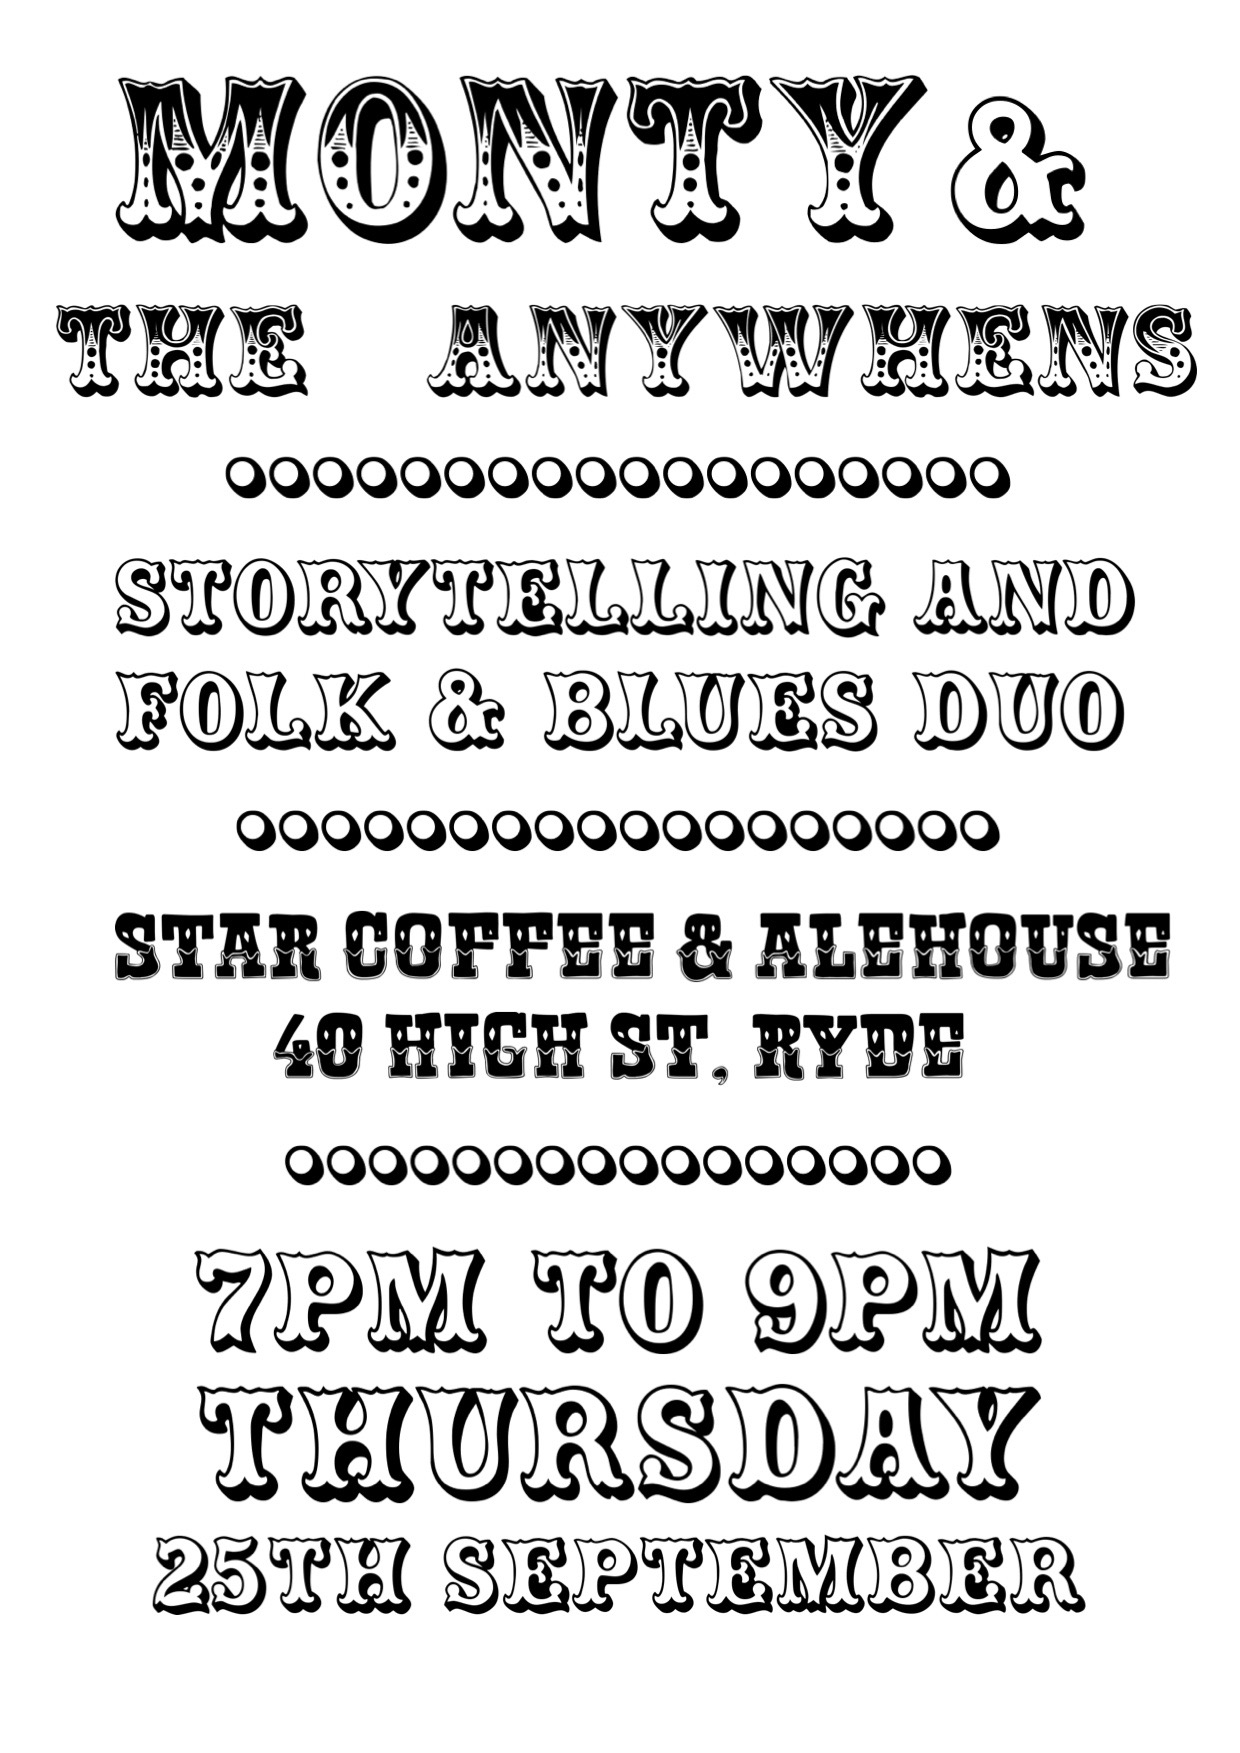 MONTY &
THE ANYWHENS
STORYTELLING AND
FOLK & BLUES DUO
STAR COFFEE & ALEHOUSE
40 HIGH ST, RYDE
7PM TO 9PM
THURSDAY
25TH SEPTEMBER